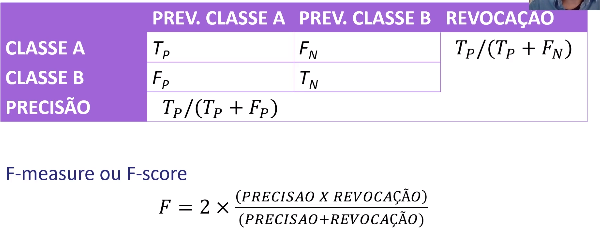 PREV. CLASSE A PREV. CLASSE B REVOCAÇÃO
CLASSE A T_P F_N T_P/(T_P + F_N)
CLASSE B F_P T_N
PRECISÃO T_P/(T_P + F_P)
F-measure ou F-score
F = 2 × (PRECISAO X REVOCAÇÃO)
(PRECISAO+REVOCAÇÃO)